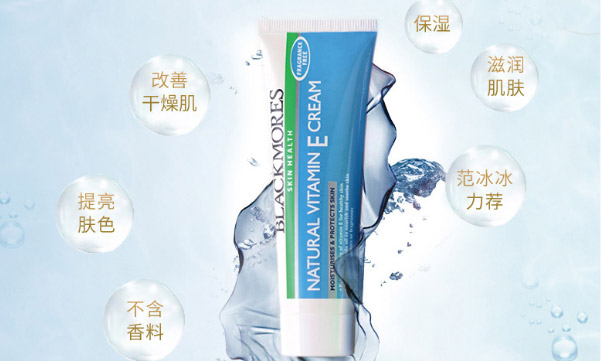 保湿
改善
干燥肌
滋润
肌肤
提亮
肤色
范冰冰
力荐
不含
香料
FRAGRANCE
FREE
BLACKMORES
SKIN HEALTH
NATURAL VITAMIN E CREAM
MOISTURISES & PROTECTS SKIN